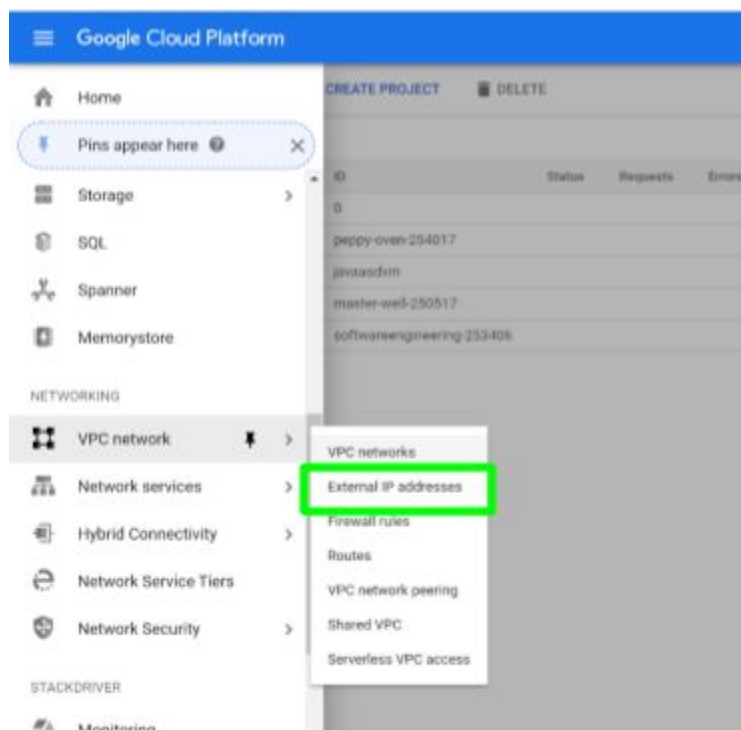 Google Cloud Platform
Home
CREATE PROJECT DELETE
Pins appear here
ID Status Requests Errors
Storage
0
SQL
peppy-oven-254017
javaasdvm
Spanner
master-well-250517
Memorystore
softwareengineering-253406
NETWORKING
VPC network
VPC networks
Network services
External IP addresses
Firewall rules
Hybrid Connectivity
Routes
Network Service Tiers
VPC network peering
Network Security
Shared VPC
Serverless VPC access
STACKDRIVER
Monitoring